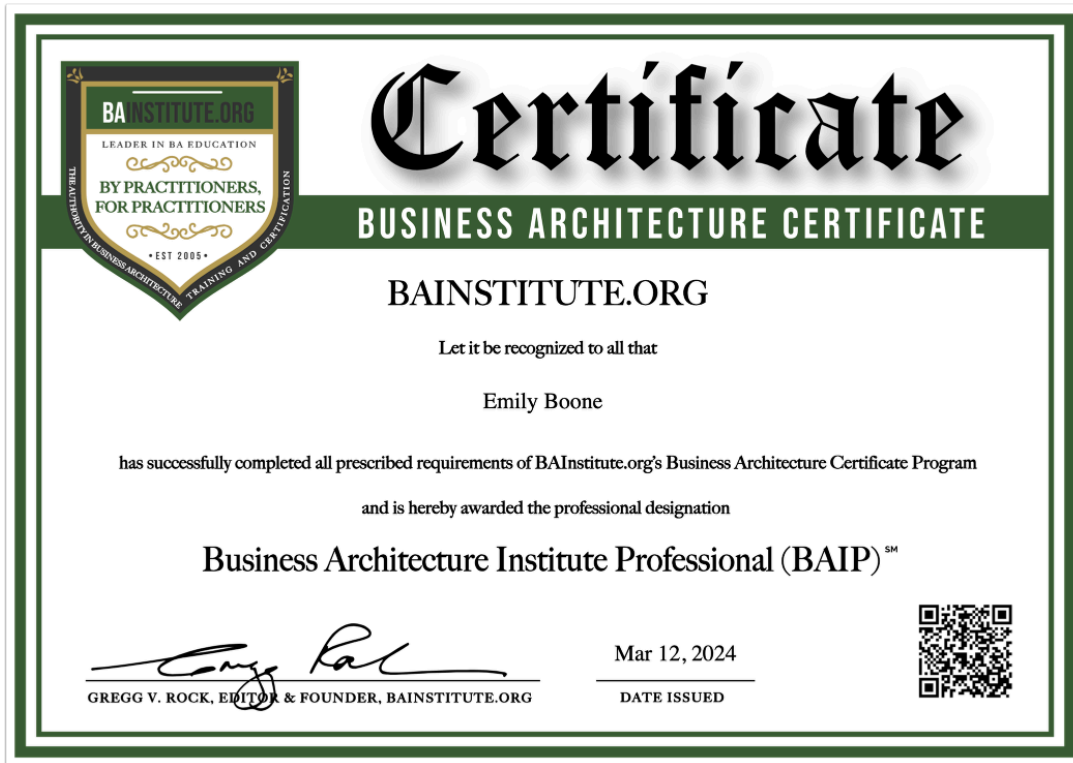 BAINSTITUTE.ORG
LEADER IN BA EDUCATION
BY PRACTITIONERS,
FOR PRACTITIONERS
• EST 2005 •
THE AUTHORITY IN BUSINESS ARCHITECTURE TRAINING AND CERTIFICATION
Certificate
BUSINESS ARCHITECTURE CERTIFICATE
BAINSTITUTE.ORG
Let it be recognized to all that
Emily Boone
has successfully completed all prescribed requirements of BAInstitute.org's Business Architecture Certificate Program
and is hereby awarded the professional designation
Business Architecture Institute Professional (BAIP)℠
Mar 12, 2024
GREGG V. ROCK, EDITOR & FOUNDER, BAINSTITUTE.ORG
DATE ISSUED